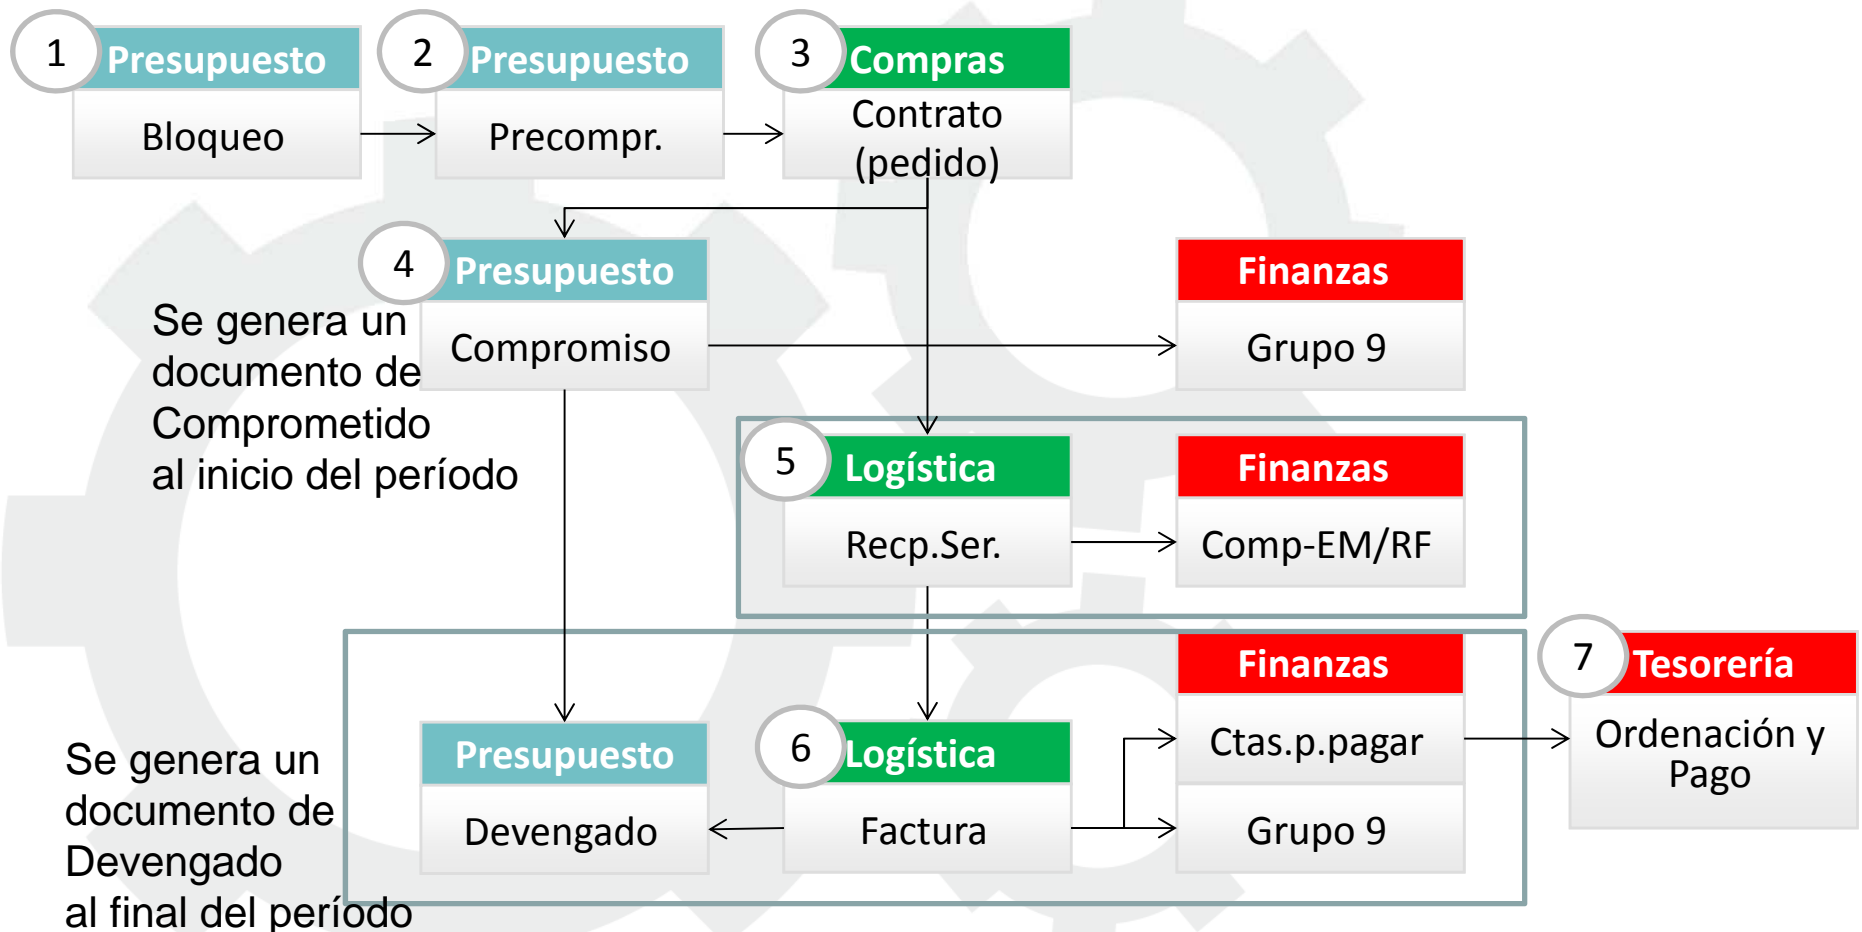 1
Presupuesto
Bloqueo
2
Presupuesto
Precompr.
3
Compras
Contrato
(pedido)
4
Presupuesto
Compromiso
Finanzas
Grupo 9
Se genera un
documento de
Comprometido
al inicio del período
5
Logística
Recp.Ser.
Finanzas
Comp-EM/RF
Presupuesto
Devengado
6
Logística
Factura
Finanzas
Ctas.p.pagar
Grupo 9
7
Tesorería
Ordenación y
Pago
Se genera un
documento de
Devengado
al final del período